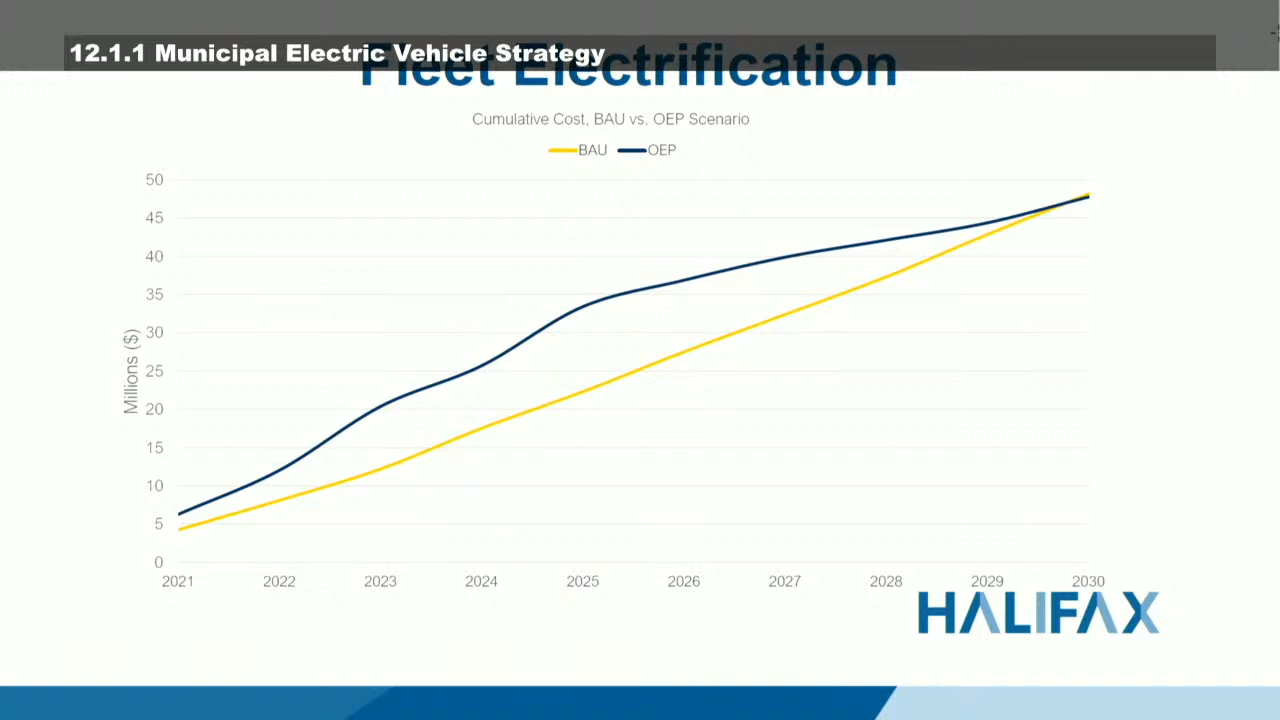 12.1.1 Municipal Electric Vehicle Strategy
Fleet Electrification
Cumulative Cost, BAU vs. OEP Scenario
BAU OEP
Millions ($)
50
45
40
35
30
25
20
15
10
5
0
2021 2022 2023 2024 2025 2026 2027 2028 2029 2030
HALIFAX